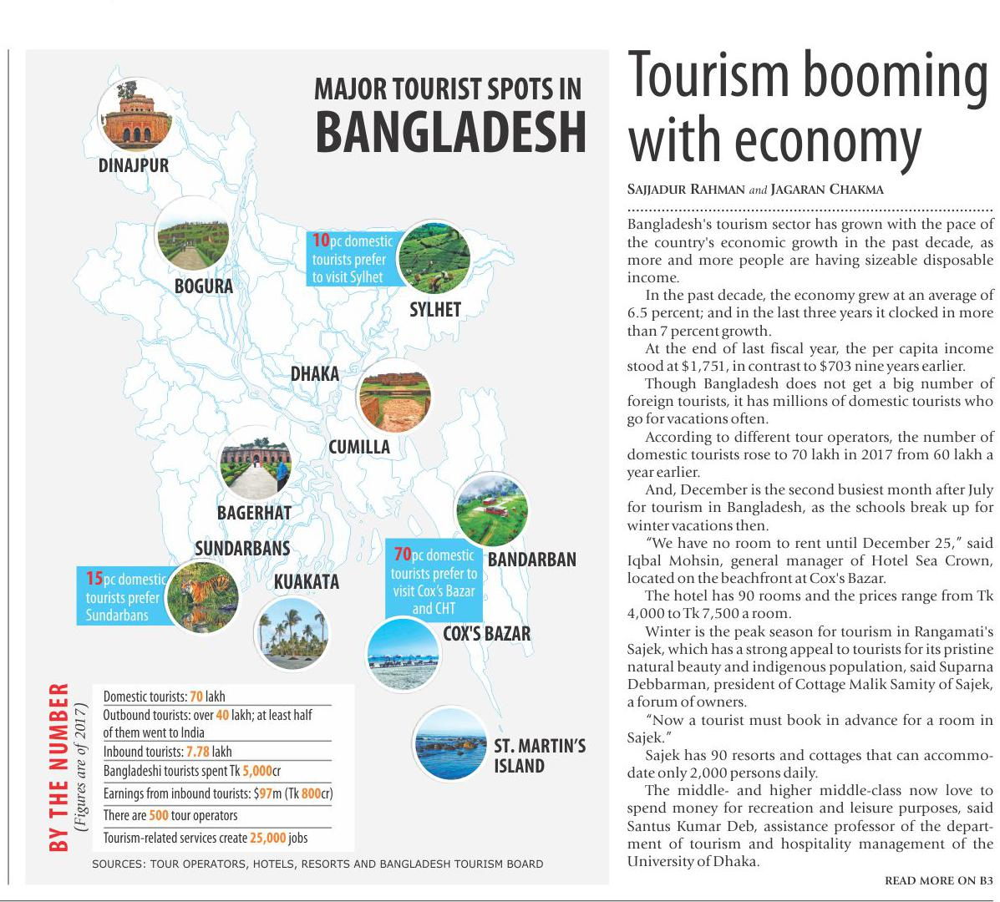 MAJOR TOURIST SPOTS IN
BANGLADESH
DINAJPUR
BOGURA
10pc domestic
tourists prefer
to visit Sylhet
SYLHET
DHAKA
CUMILLA
BAGERHAT
SUNDARBANS
15pc domestic
tourists prefer
Sundarbans
KUAKATA
70pc domestic
tourists prefer to
visit Cox's Bazar
and CHT
BANDARBAN
COX'S BAZAR
ST. MARTIN'S
ISLAND
BY THE NUMBER
(Figures are of 2017)
Domestic tourists: 70 lakh
Outbound tourists: over 40 lakh; at least half
of them went to India
Inbound tourists: 7.78 lakh
Bangladeshi tourists spent Tk 5,000cr
Earnings from inbound tourists: $97m (Tk 800cr)
There are 500 tour operators
Tourism-related services create 25,000 jobs
SOURCES: TOUR OPERATORS, HOTELS, RESORTS AND BANGLADESH TOURISM BOARD
Tourism booming
with economy
SAJJADUR RAHMAN and JAGARAN CHAKMA
Bangladesh's tourism sector has grown with the pace of
the country's economic growth in the past decade, as
more and more people are having sizeable disposable
income.
In the past decade, the economy grew at an average of
6.5 percent; and in the last three years it clocked in more
than 7 percent growth.
At the end of last fiscal year, the per capita income
stood at $1,751, in contrast to $703 nine years earlier.
Though Bangladesh does not get a big number of
foreign tourists, it has millions of domestic tourists who
go for vacations often.
According to different tour operators, the number of
domestic tourists rose to 70 lakh in 2017 from 60 lakh a
year earlier.
And, December is the second busiest month after July
for tourism in Bangladesh, as the schools break up for
winter vacations then.
“We have no room to rent until December 25,” said
Iqbal Mohsin, general manager of Hotel Sea Crown,
located on the beachfront at Cox's Bazar.
The hotel has 90 rooms and the prices range from Tk
4,000 to Tk 7,500 a room.
Winter is the peak season for tourism in Rangamati's
Sajek, which has a strong appeal to tourists for its pristine
natural beauty and indigenous population, said Suparna
Debbarman, president of Cottage Malik Samity of Sajek,
a forum of owners.
“Now a tourist must book in advance for a room in
Sajek.”
Sajek has 90 resorts and cottages that can accommo-
date only 2,000 persons daily.
The middle- and higher middle-class now love to
spend money for recreation and leisure purposes, said
Santus Kumar Deb, assistance professor of the depart-
ment of tourism and hospitality management of the
University of Dhaka.
READ MORE ON B3